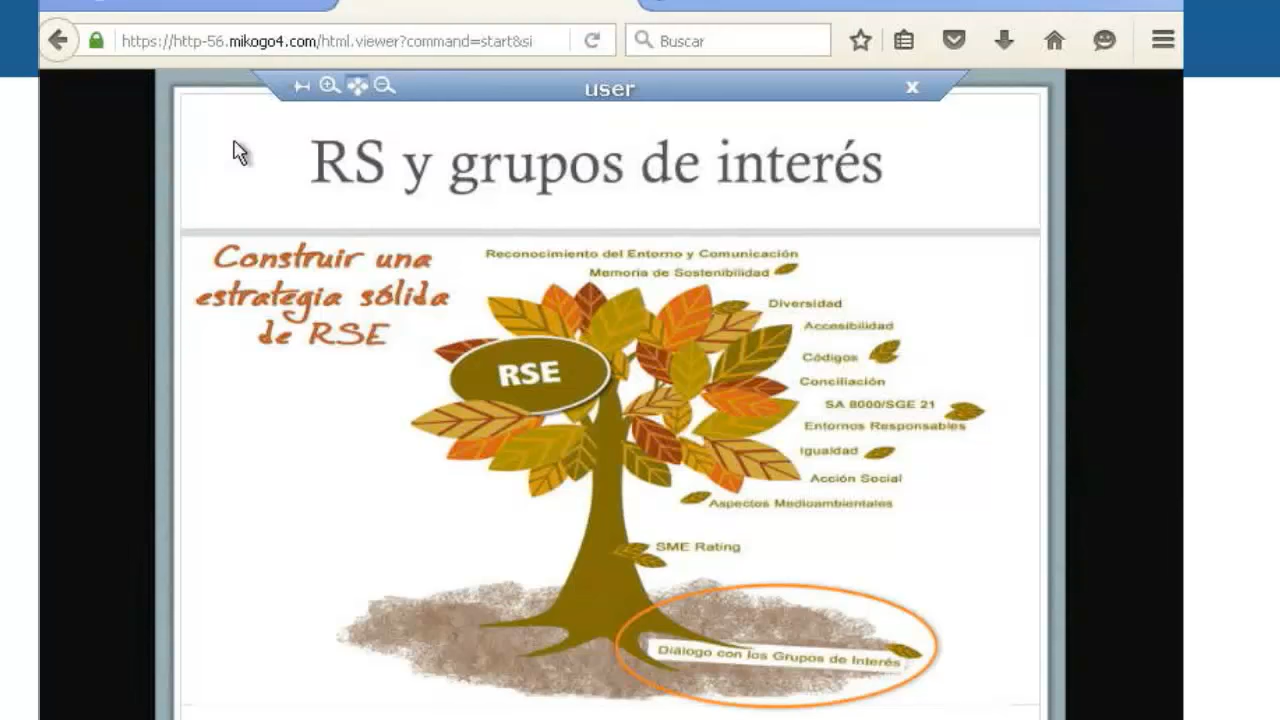 https://http-56.mikogo4.com/html.viewer?command=start&si
Buscar
user
x
RS y grupos de interés
Construir una
estrategia sólida
de RSE
Reconocimiento del Entorno y Comunicación
Memoria de Sostenibilidad
Diversidad
Accesibilidad
Códigos
Conciliación
SA 8000/SGE 21
Entornos Responsables
Igualdad
Acción Social
Aspectos Medioambientales
RSE
SME Rating
Diálogo con los Grupos de Interés